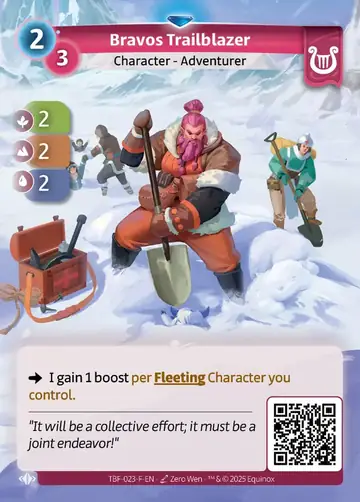 2
Bravos Trailblazer
3
Character - Adventurer
2
2
2
I gain 1 boost per Fleeting Character you
control.
"It will be a collective effort; it must be a
joint endeavor!"
TBF-023-F-EN - Zero Wen - ™ & © 2025 Equinox